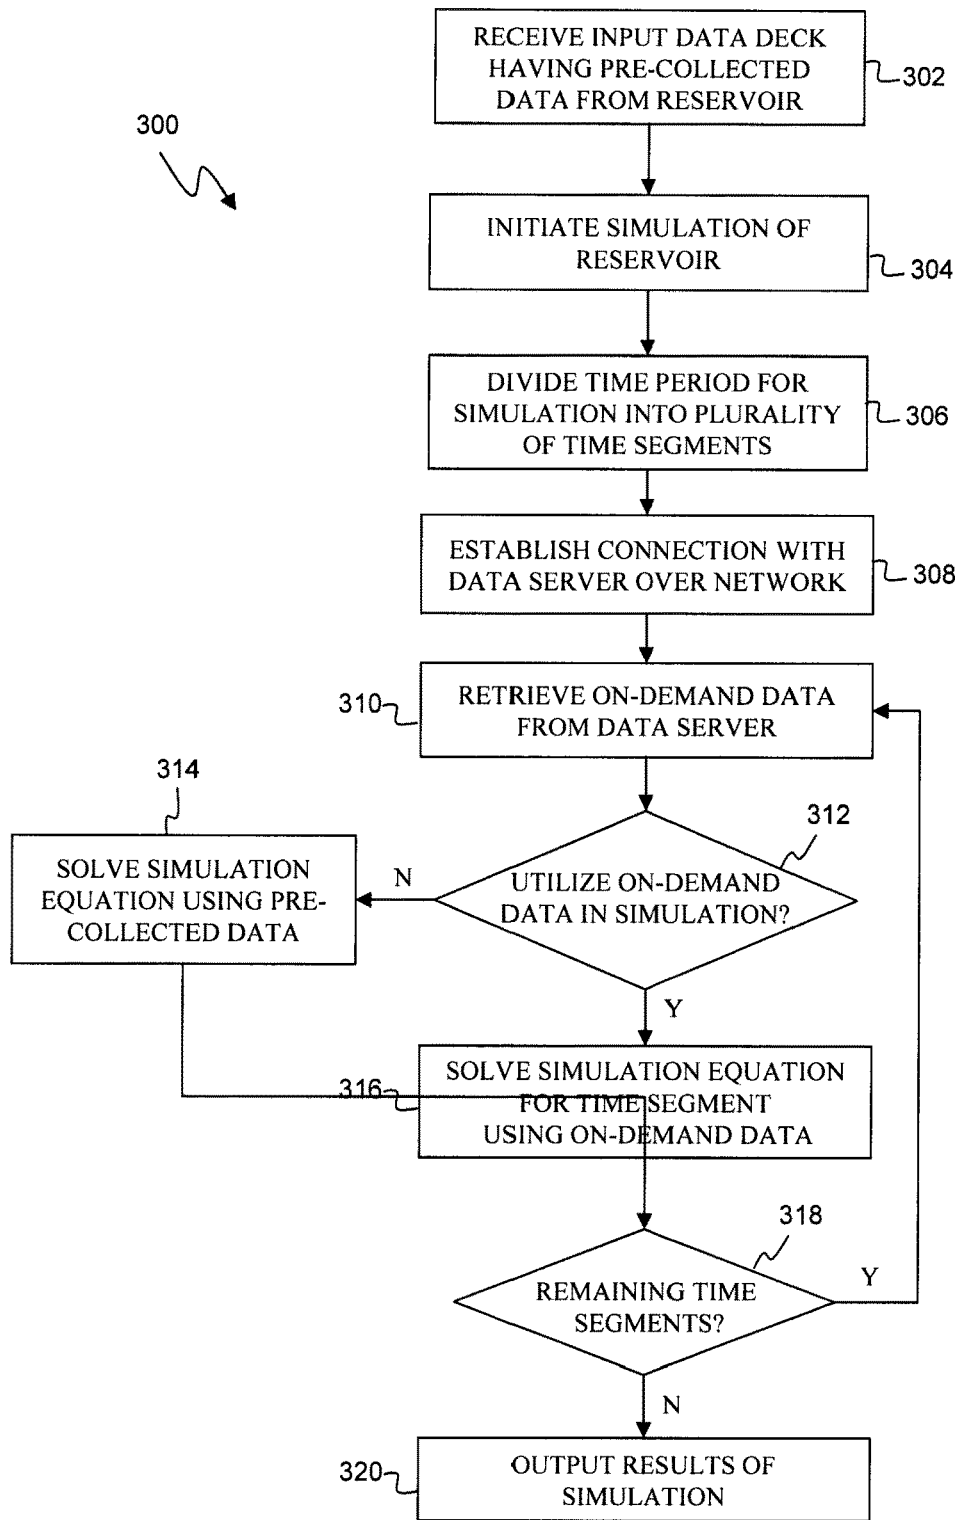 RECEIVE INPUT DATA DECK
HAVING PRE-COLLECTED
DATA FROM RESERVOIR
302
300
INITIATE SIMULATION OF
RESERVOIR
304
DIVIDE TIME PERIOD FOR
SIMULATION INTO PLURALITY
OF TIME SEGMENTS
306
ESTABLISH CONNECTION WITH
DATA SERVER OVER NETWORK
308
310
RETRIEVE ON-DEMAND DATA
FROM DATA SERVER
314
312
SOLVE SIMULATION
EQUATION USING PRE-
COLLECTED DATA
N
UTILIZE ON-DEMAND
DATA IN SIMULATION?
Y
316
SOLVE SIMULATION EQUATION
FOR TIME SEGMENT
USING ON-DEMAND DATA
318
REMAINING TIME
SEGMENTS?
Y
N
320
OUTPUT RESULTS OF
SIMULATION